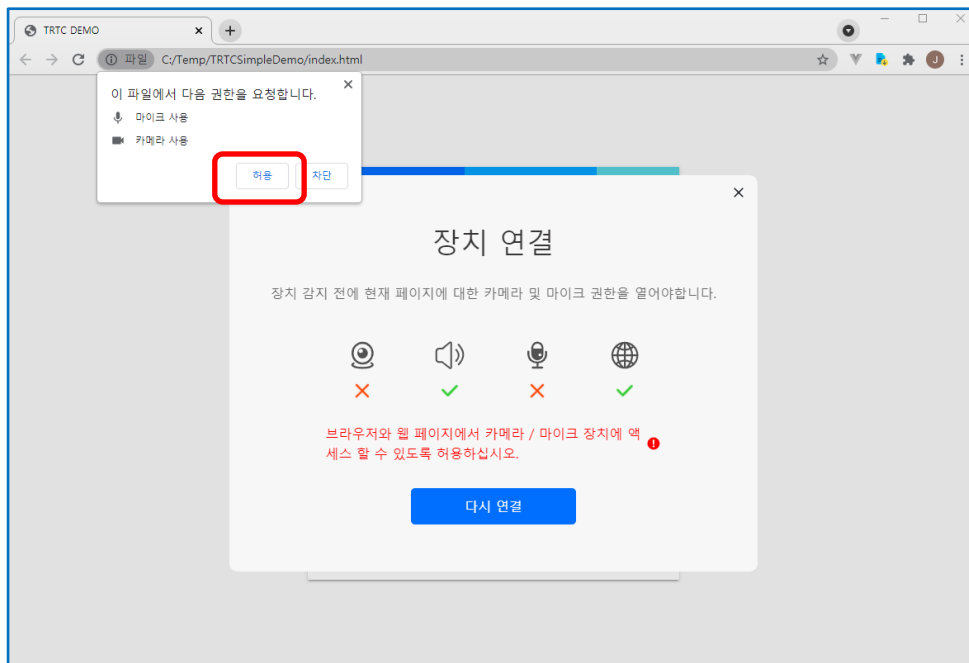 TRTC DEMO
파일 C:/Temp/TRTCSimpleDemo/index.html
J
이 파일에서 다음 권한을 요청합니다.
마이크 사용
카메라 사용
허용 차단
장치 연결
장치 감지 전에 현재 페이지에 대한 카메라 및 마이크 권한을 열어야합니다.
브라우저와 웹 페이지에서 카메라 / 마이크 장치에 액
세스 할 수 있도록 허용하십시오.
다시 연결